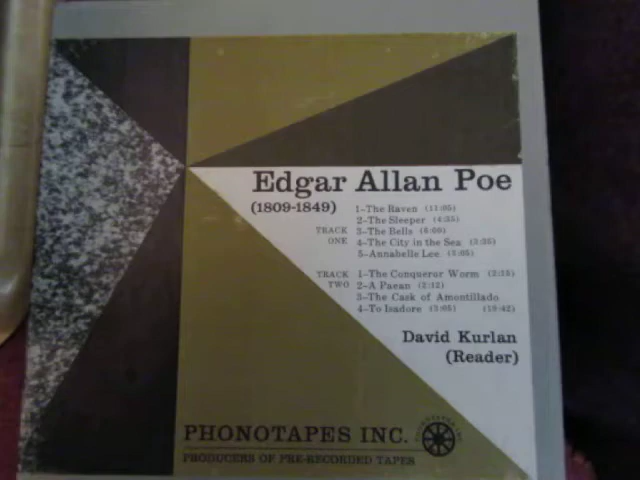 Edgar Allan Poe
(1809-1849)
TRACK ONE
1-The Raven (11:05)
2-The Sleeper (4:35)
3-The Bells (6:00)
4-The City in the Sea (3:35)
5-Annabelle Lee (3:05)
TRACK TWO
1-The Conqueror Worm (2:15)
2-A Paean (2:12)
3-The Cask of Amontillado (18:42)
4-To Isadore (3:05)
David Kurlan
(Reader)
PHONOTAPES INC.
PRODUCERS OF PRE-RECORDED TAPES